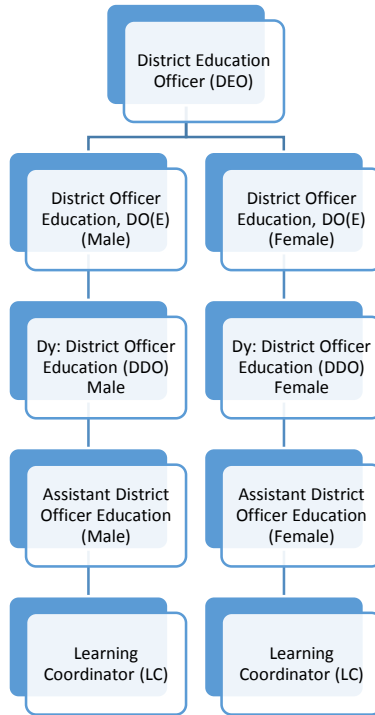 District Education
Officer (DEO)
District Officer
Education, DO(E)
(Male)
District Officer
Education, DO(E)
(Female)
Dy: District Officer
Education (DDO)
Male
Dy: District Officer
Education (DDO)
Female
Assistant District
Officer Education
(Male)
Assistant District
Officer Education
(Female)
Learning
Coordinator (LC)
Learning
Coordinator (LC)